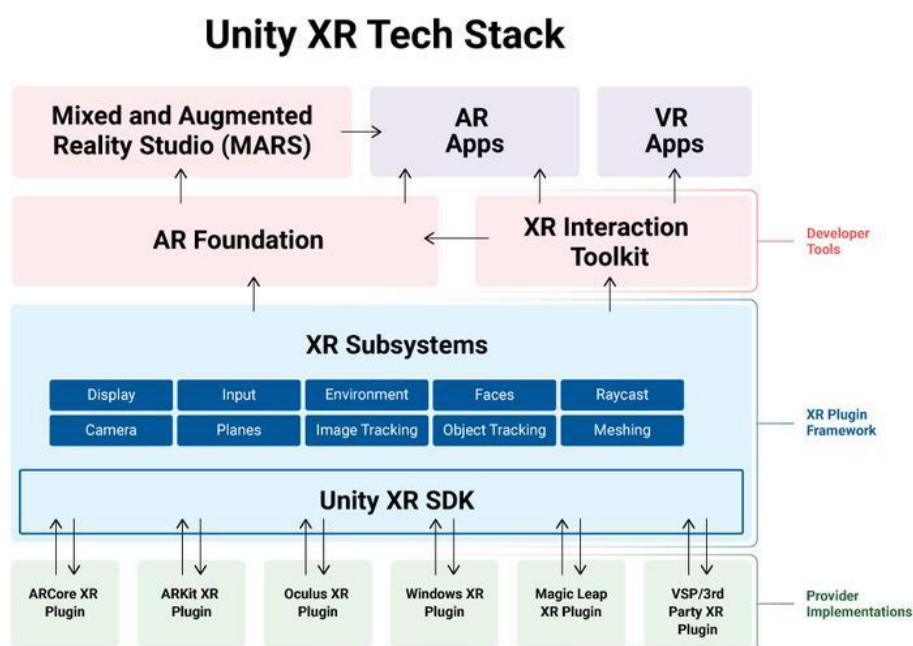 Unity XR Tech Stack
Mixed and Augmented
Reality Studio (MARS)
AR
Apps
VR
Apps
AR Foundation
XR Interaction
Toolkit
Developer
Tools
XR Subsystems
Display
Input
Environment
Faces
Raycast
Camera
Planes
Image Tracking
Object Tracking
Meshing
XR Plugin
Framework
Unity XR SDK
ARCore XR
Plugin
ARKit XR
Plugin
Oculus XR
Plugin
Windows XR
Plugin
Magic Leap
XR Plugin
VSP/3rd
Party XR
Plugin
Provider
Implementations